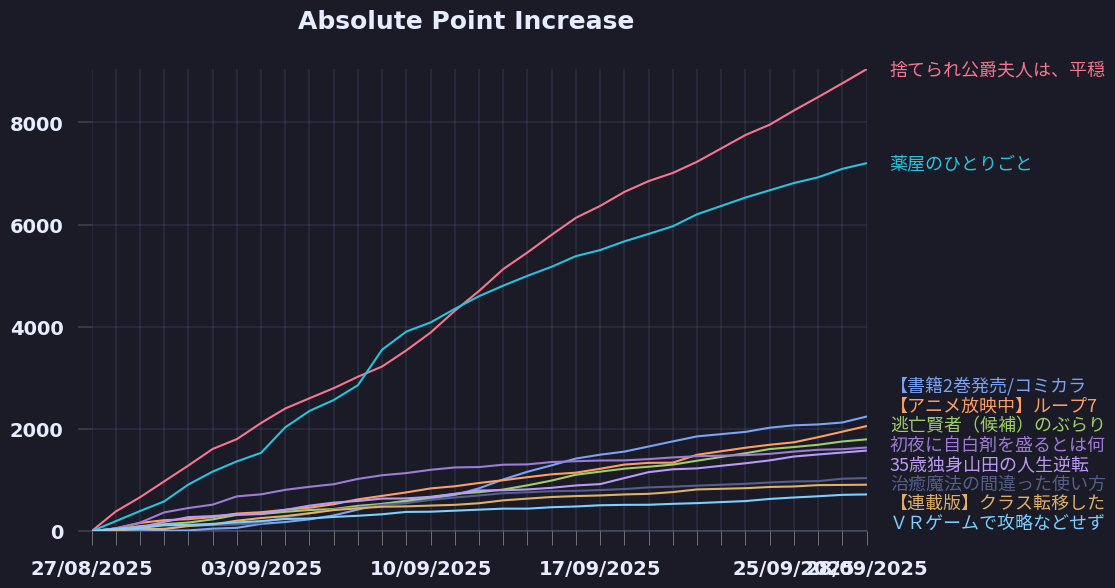 Absolute Point Increase
8000
6000
4000
2000
0
捨てられ公爵夫人は、平穏
薬屋のひとりごと
【書籍2巻発売/コミカラ
【アニメ放映中】ループ7
逃亡賢者（候補）のぶらり
初夜に自白剤を盛るとは何
35歳独身山田の人生逆転
治癒魔法の間違った使い方
【連載版】クラス転移した
ＶＲゲームで攻略などせず
27/08/2025
03/09/2025
10/09/2025
17/09/2025
25/09/2025
28/09/2025